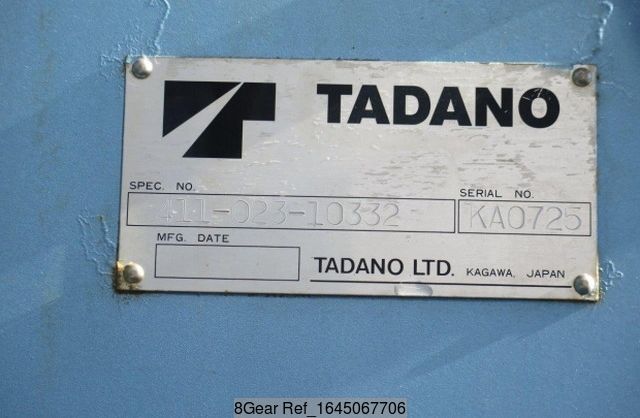 TADANO
SPEC. NO.
411-023-10332
SERIAL NO.
KA0725
MFG. DATE
TADANO LTD. KAGAWA, JAPAN
8Gear Ref_1645067706